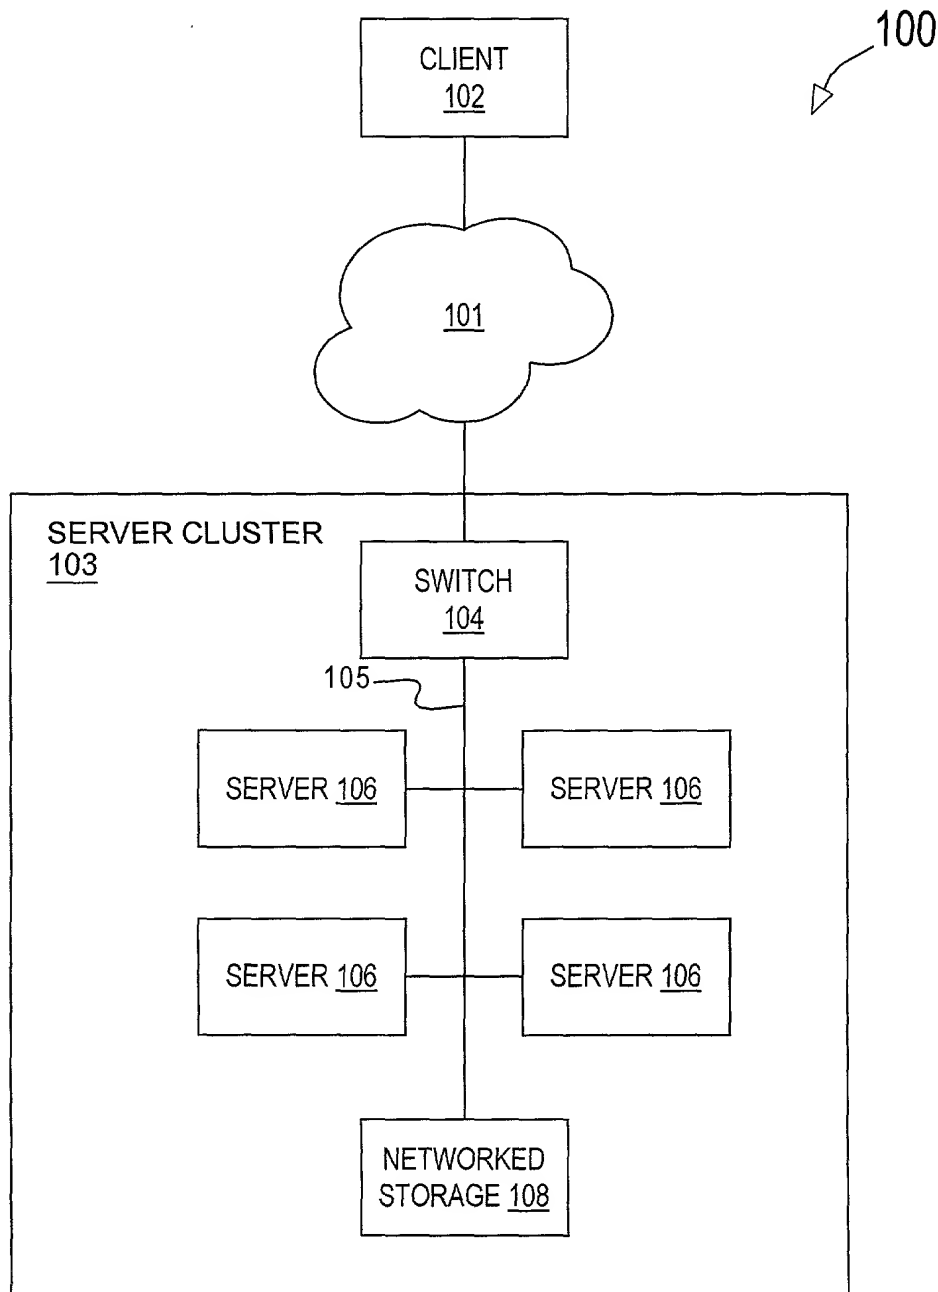 100
CLIENT
102
101
SERVER CLUSTER
103
SWITCH
104
105
SERVER 106
SERVER 106
SERVER 106
SERVER 106
NETWORKED
STORAGE 108